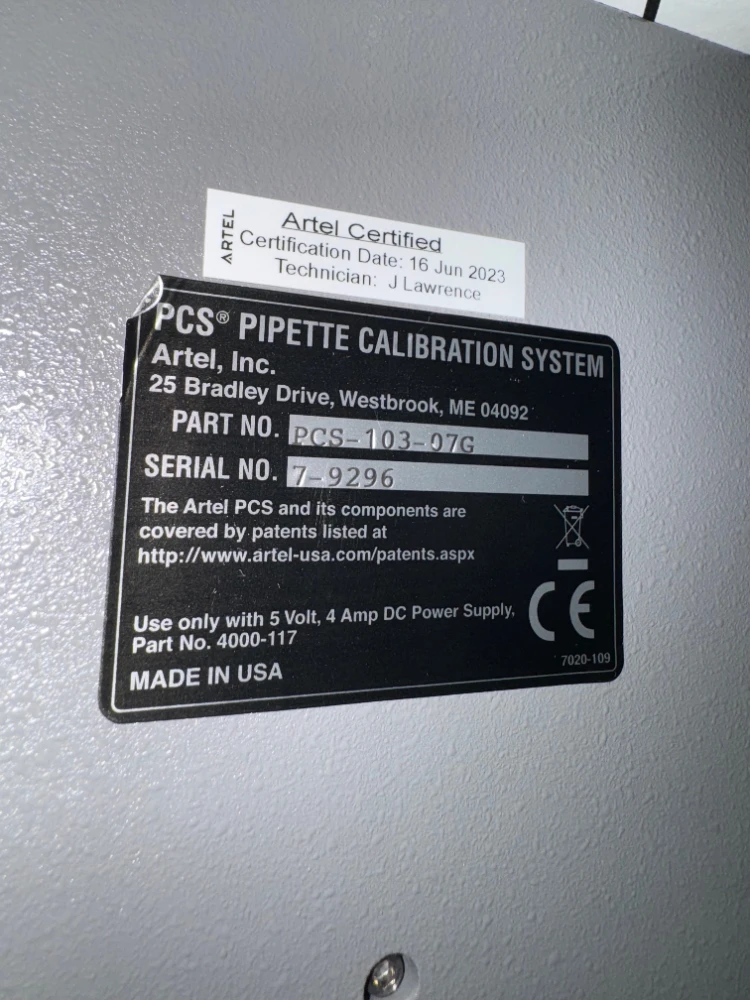 ARTEL
Artel Certified
Certification Date: 16 Jun 2023
Technician: J Lawrence
PCS® PIPETTE CALIBRATION SYSTEM
Artel, Inc.
25 Bradley Drive, Westbrook, ME 04092
PART NO. PCS-103-07G
SERIAL NO. 7-9296
The Artel PCS and its components are
covered by patents listed at
http://www.artel-usa.com/patents.aspx
CE
Use only with 5 Volt, 4 Amp DC Power Supply,
Part No. 4000-117
7020-109
MADE IN USA